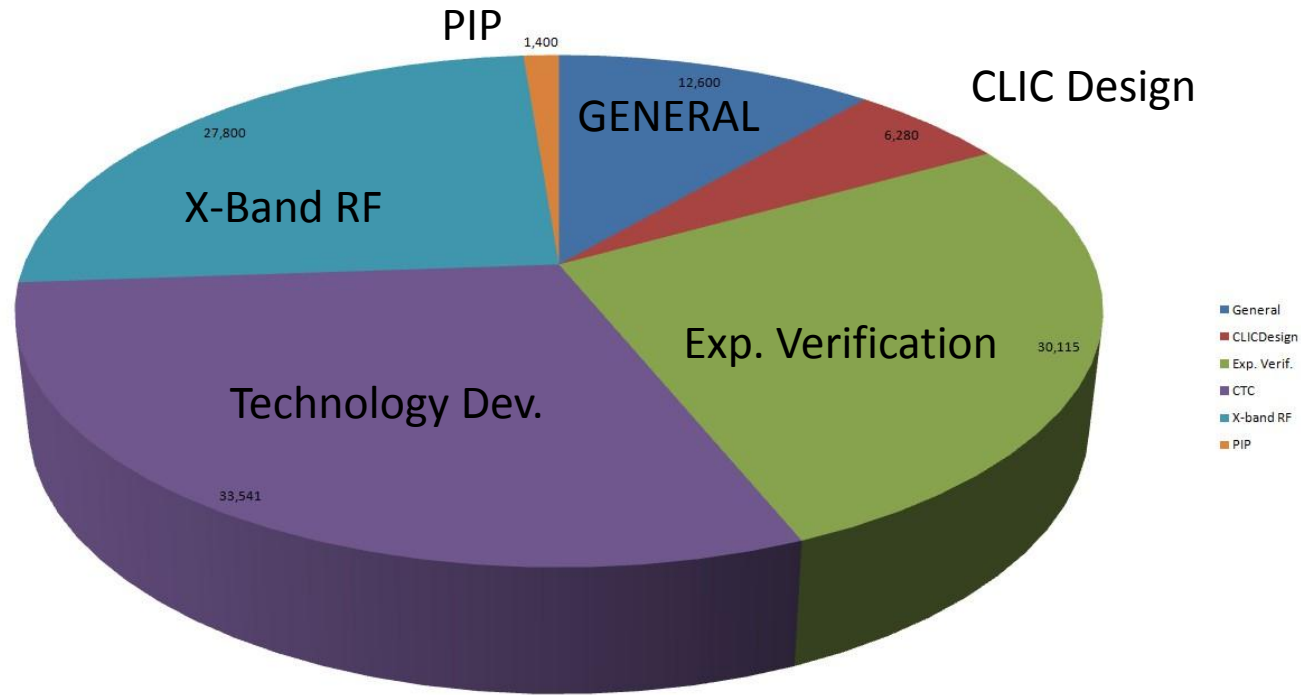 PIP
1,400
12,600
GENERAL
CLIC Design
6,280
27,800
X-Band RF
Exp. Verification
30,115
Technology Dev.
33,541
General
CLICDesign
Exp. Verif.
CTC
X-band RF
PIP